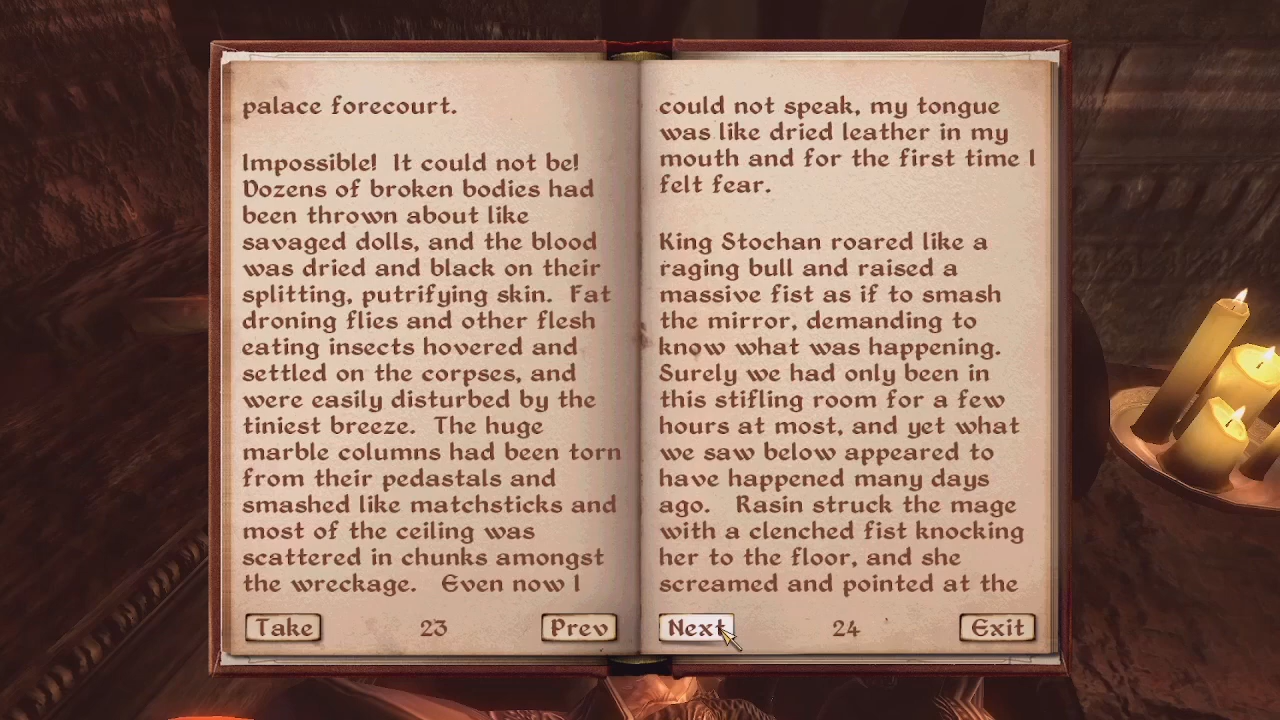 palace forecourt.
Impossible!  It could not be!
Dozens of broken bodies had
been thrown about like
savaged dolls, and the blood
was dried and black on their
splitting, putrifying skin.  Fat
droning flies and other flesh
eating insects hovered and
settled on the corpses, and
were easily disturbed by the
tiniest breeze.  The huge
marble columns had been torn
from their pedastals and
smashed like matchsticks and
most of the ceiling was
scattered in chunks amongst
the wreckage.  Even now I
Take
23
Prev
could not speak, my tongue
was like dried leather in my
mouth and for the first time I
felt fear.
King Stochan roared like a
raging bull and raised a
massive fist as if to smash
the mirror, demanding to
know what was happening.
Surely we had only been in
this stifling room for a few
hours at most, and yet what
we saw below appeared to
have happened many days
ago.  Rasin struck the mage
with a clenched fist knocking
her to the floor, and she
screamed and pointed at the
Next
24
Exit